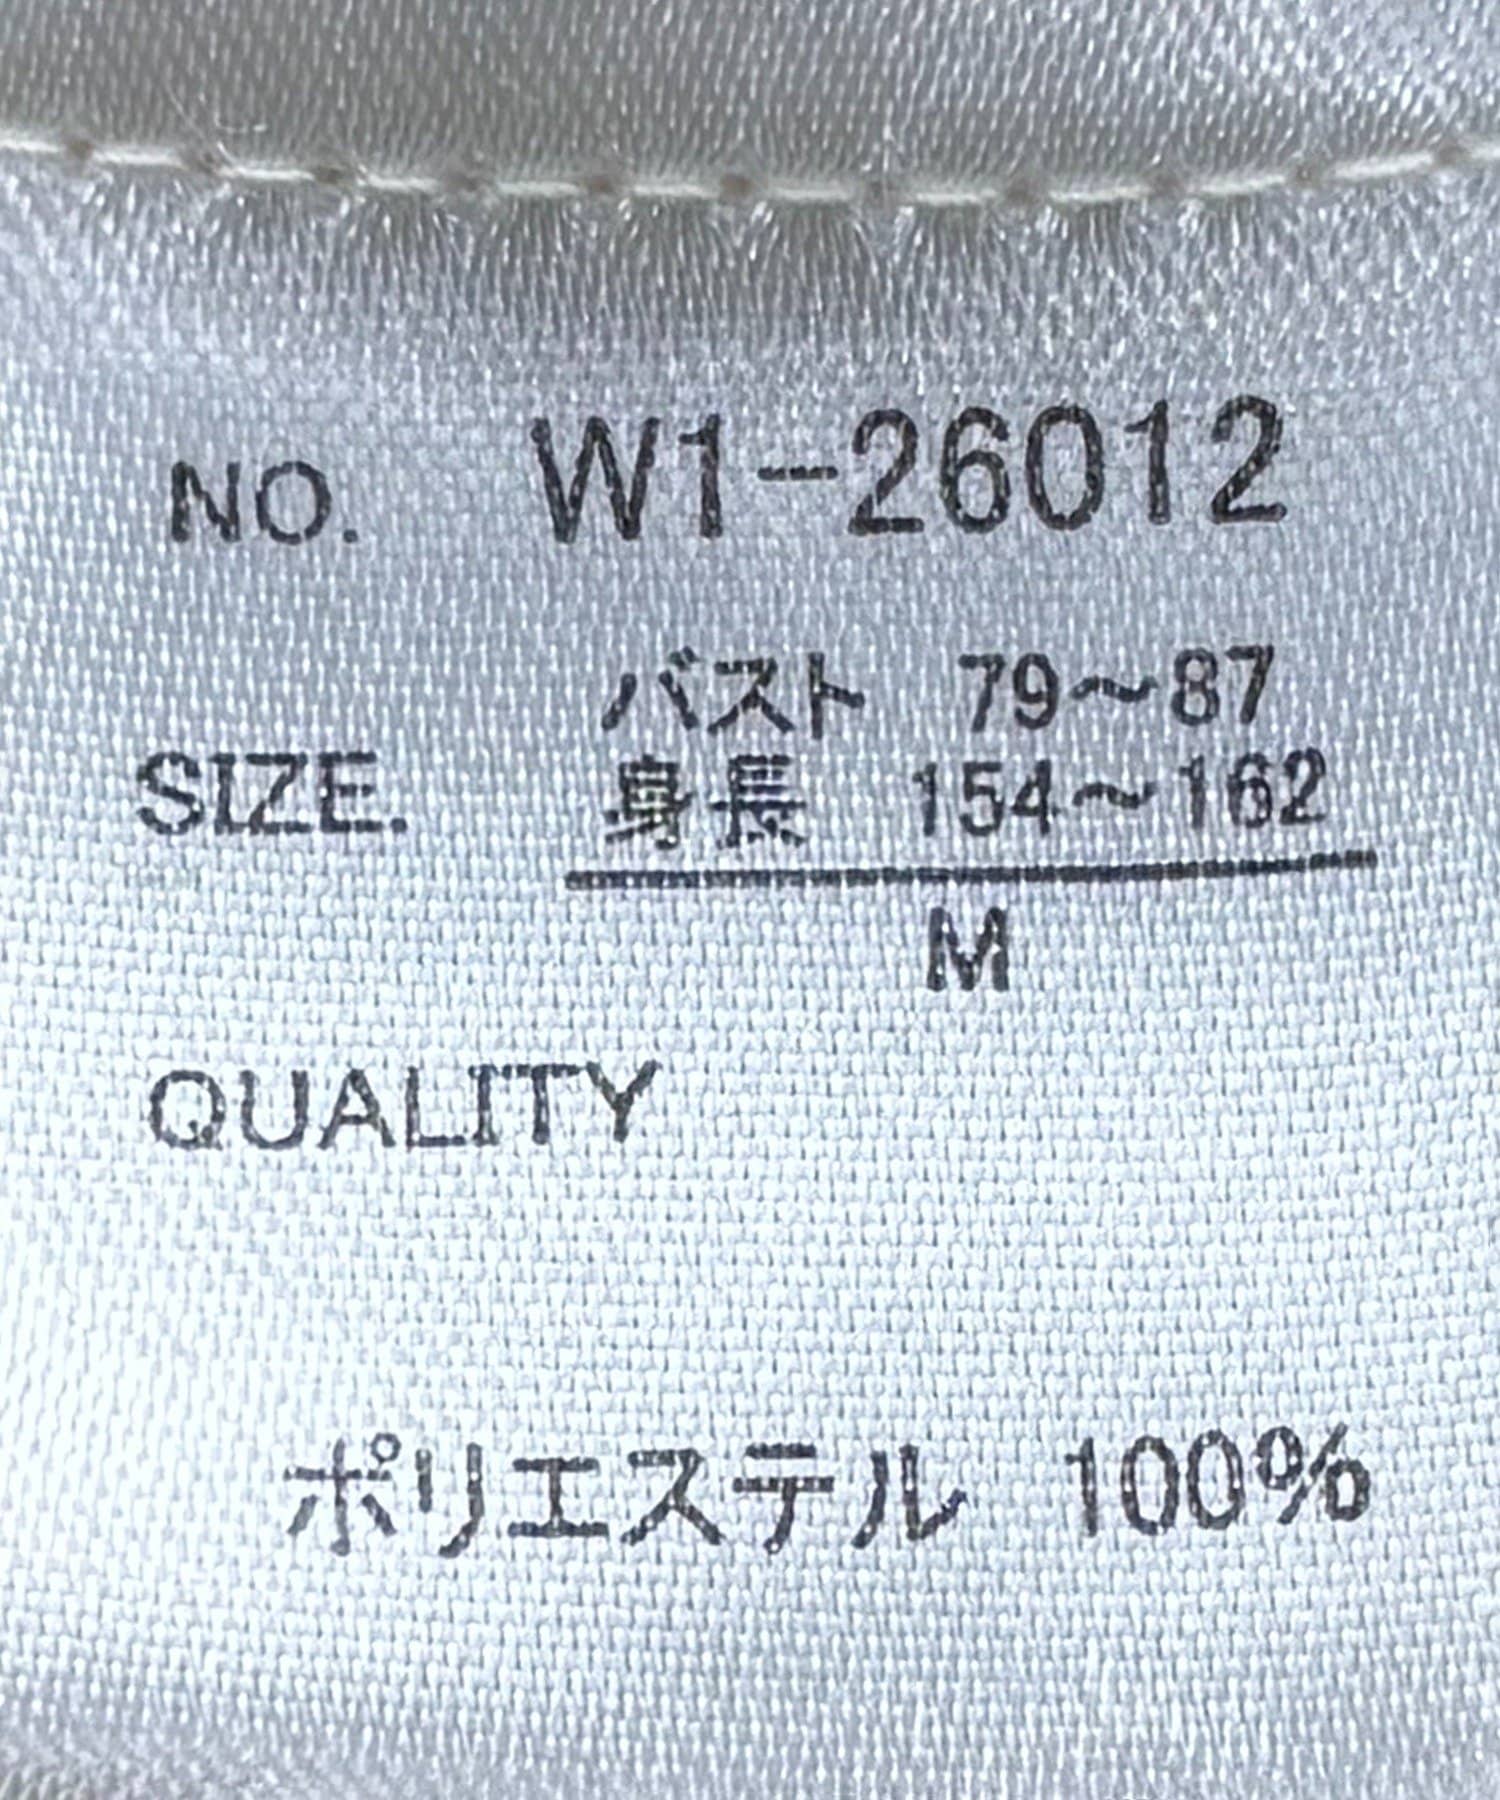 NO. W1-26012
バスト 79～87
SIZE. 身長 154～162
M
QUALITY
ポリエステル 100%